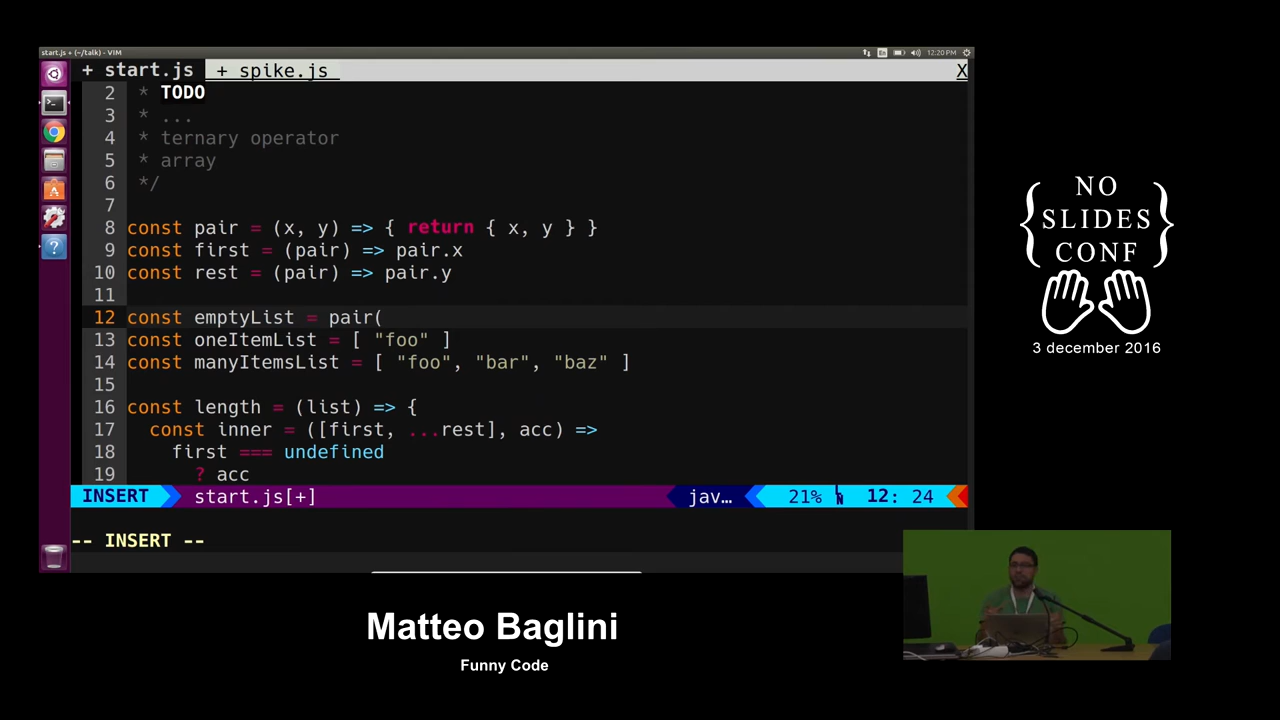 start.js + (~/talk) - VIM
En
12:20 PM
+ start.js + spike.js X
2 * TODO
3 * ...
4 * ternary operator
5 * array
6 */
7
8 const pair = (x, y) => { return { x, y } }
9 const first = (pair) => pair.x
10 const rest = (pair) => pair.y
11
12 const emptyList = pair(
13 const oneItemList = [ "foo" ]
14 const manyItemsList = [ "foo", "bar", "baz" ]
15
16 const length = (list) => {
17 const inner = ([first, ...rest], acc) =>
18 first === undefined
19 ? acc
INSERT start.js[+] jav… 21% 12: 24
-- INSERT --
{ NO
SLIDES
CONF }
3 december 2016
Matteo Baglini
Funny Code